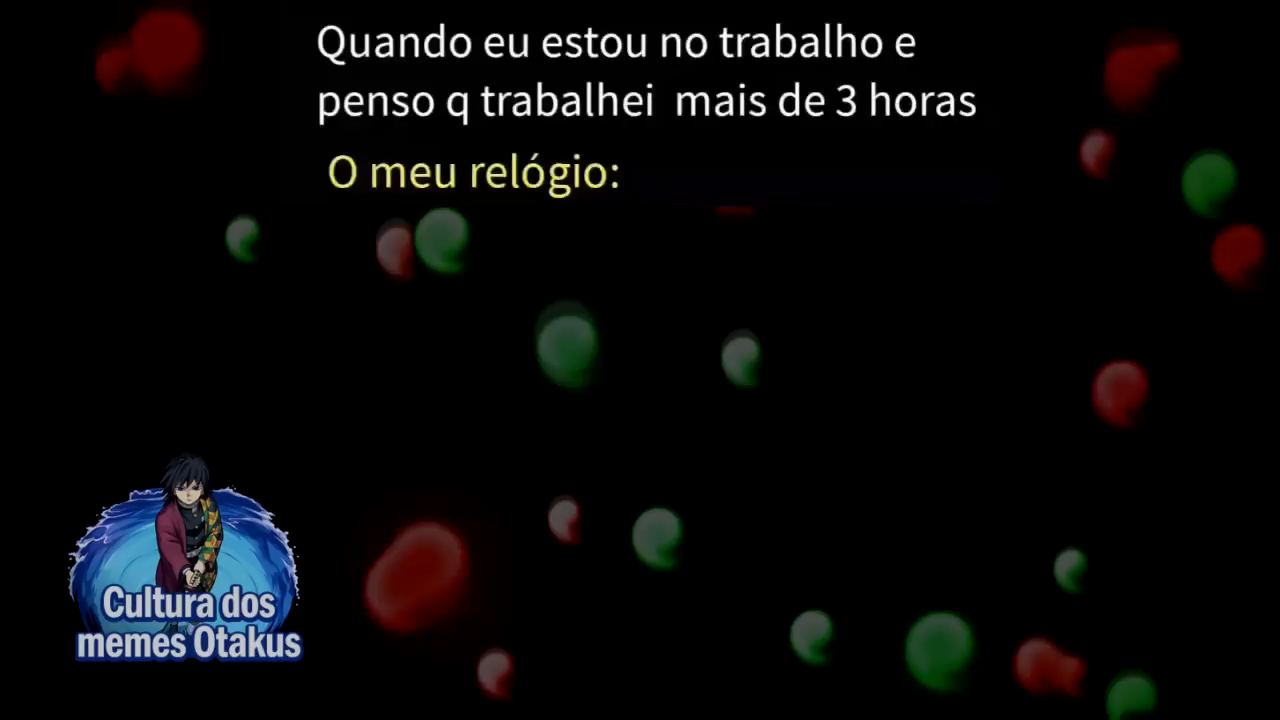 Quando eu estou no trabalho e
penso q trabalhei mais de 3 horas
O meu relógio:
Cultura dos
memes Otakus